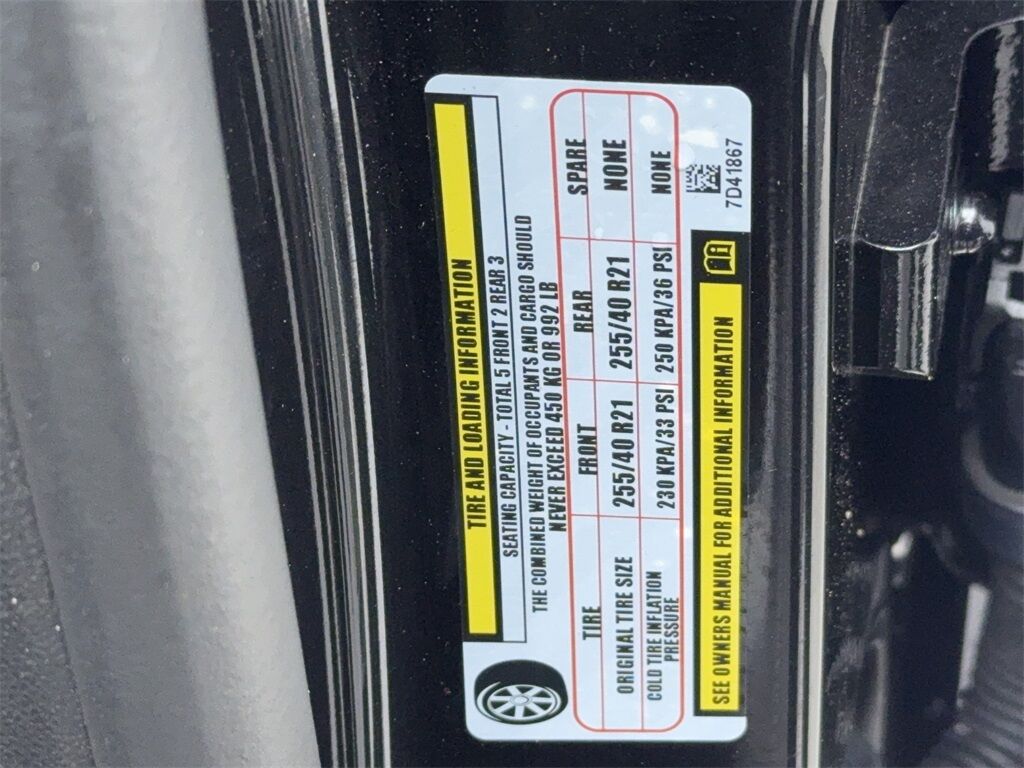 TIRE AND LOADING INFORMATION
SEATING CAPACITY - TOTAL 5 FRONT 2 REAR 3
THE COMBINED WEIGHT OF OCCUPANTS AND CARGO SHOULD
NEVER EXCEED 450 KG OR 992 LB
TIRE FRONT REAR SPARE
ORIGINAL TIRE SIZE 255/40 R21 255/40 R21 NONE
COLD TIRE INFLATION
PRESSURE 230 KPA/33 PSI 250 KPA/36 PSI NONE
SEE OWNERS MANUAL FOR ADDITIONAL INFORMATION
7D41867